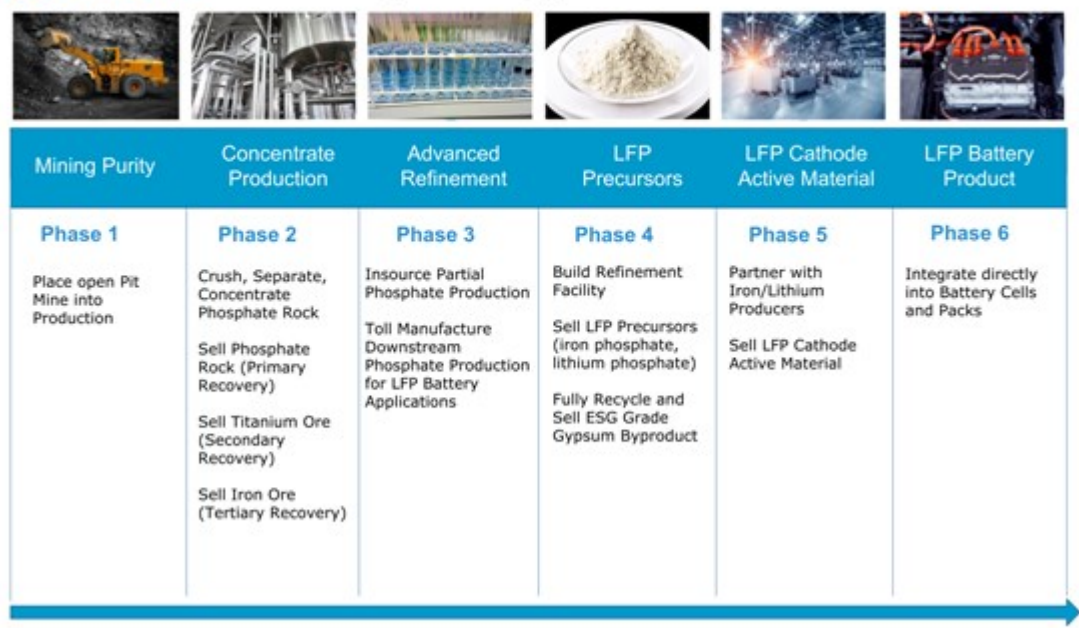 Mining Purity
Concentrate
Production
Advanced
Refinement
LFP
Precursors
LFP Cathode
Active Material
LFP Battery
Product
Phase 1
Place open Pit
Mine into
Production
Phase 2
Crush, Separate,
Concentrate
Phosphate Rock
Sell Phosphate
Rock (Primary
Recovery)
Sell Titanium Ore
(Secondary
Recovery)
Sell Iron Ore
(Tertiary Recovery)
Phase 3
Insource Partial
Phosphate Production
Toll Manufacture
Downstream
Phosphate Production
for LFP Battery
Applications
Phase 4
Build Refinement
Facility
Sell LFP Precursors
(iron phosphate,
lithium phosphate)
Fully Recycle and
Sell ESG Grade
Gypsum Byproduct
Phase 5
Partner with
Iron/Lithium
Producers
Sell LFP Cathode
Active Material
Phase 6
Integrate directly
into Battery Cells
and Packs